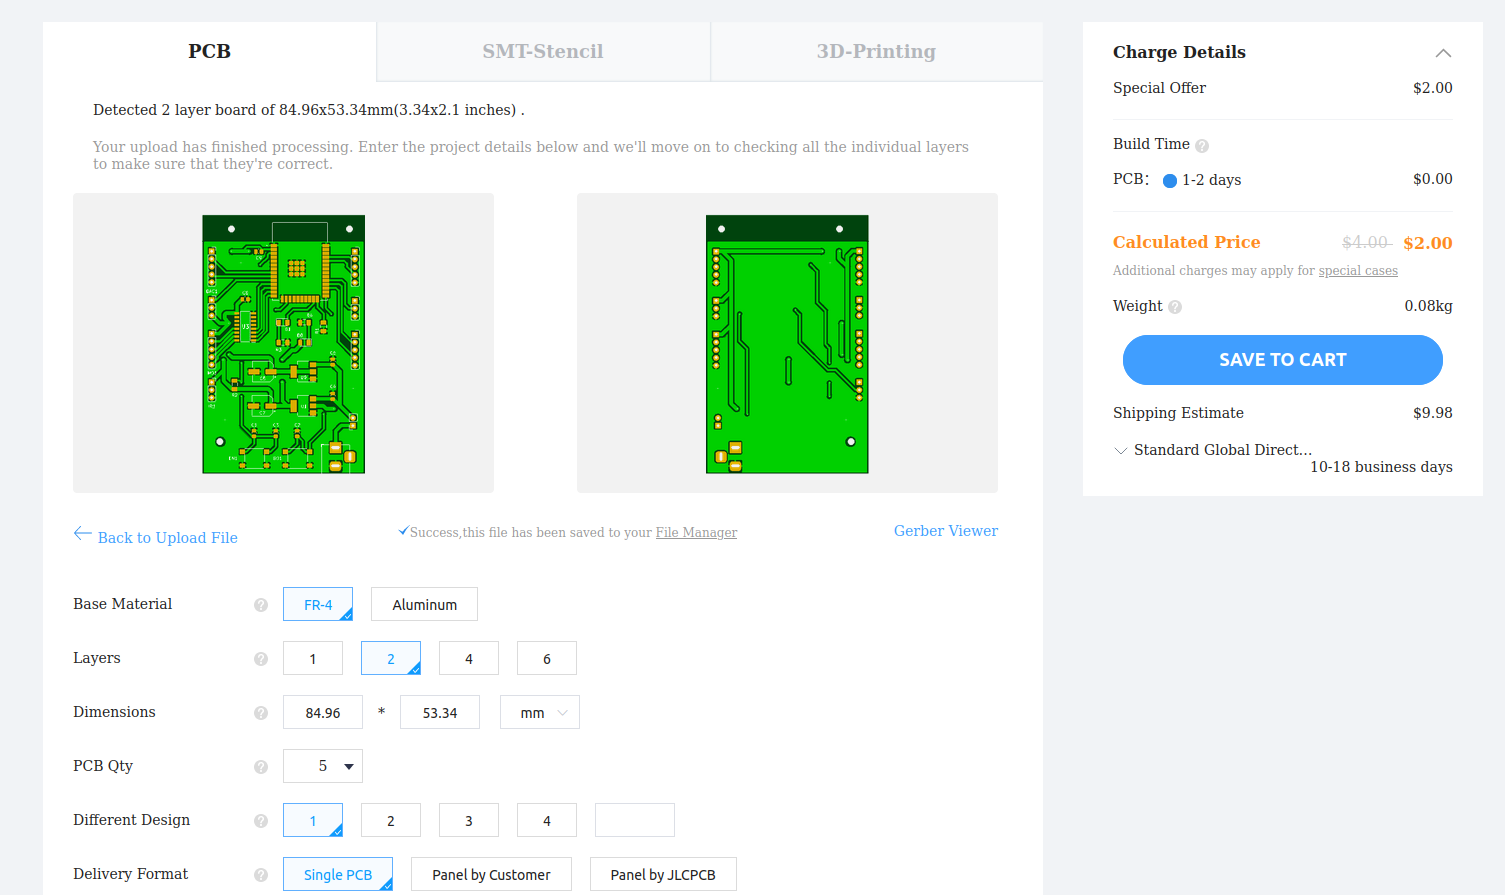 PCB
SMT-Stencil
3D-Printing
Detected 2 layer board of 84.96x53.34mm(3.34x2.1 inches) .
Your upload has finished processing. Enter the project details below and we'll move on to checking all the individual layers
to make sure that they're correct.
Back to Upload File
Success,this file has been saved to your File Manager
Gerber Viewer
Base Material ? FR-4 Aluminum
Layers ? 1 2 4 6
Dimensions ? 84.96 * 53.34 mm
PCB Qty ? 5
Different Design ? 1 2 3 4
Delivery Format ? Single PCB Panel by Customer Panel by JLCPCB
Charge Details
Special Offer $2.00
Build Time ?
PCB: 1-2 days $0.00
Calculated Price $4.00 $2.00
Additional charges may apply for special cases
Weight ? 0.08kg
SAVE TO CART
Shipping Estimate $9.98
Standard Global Direct...
10-18 business days